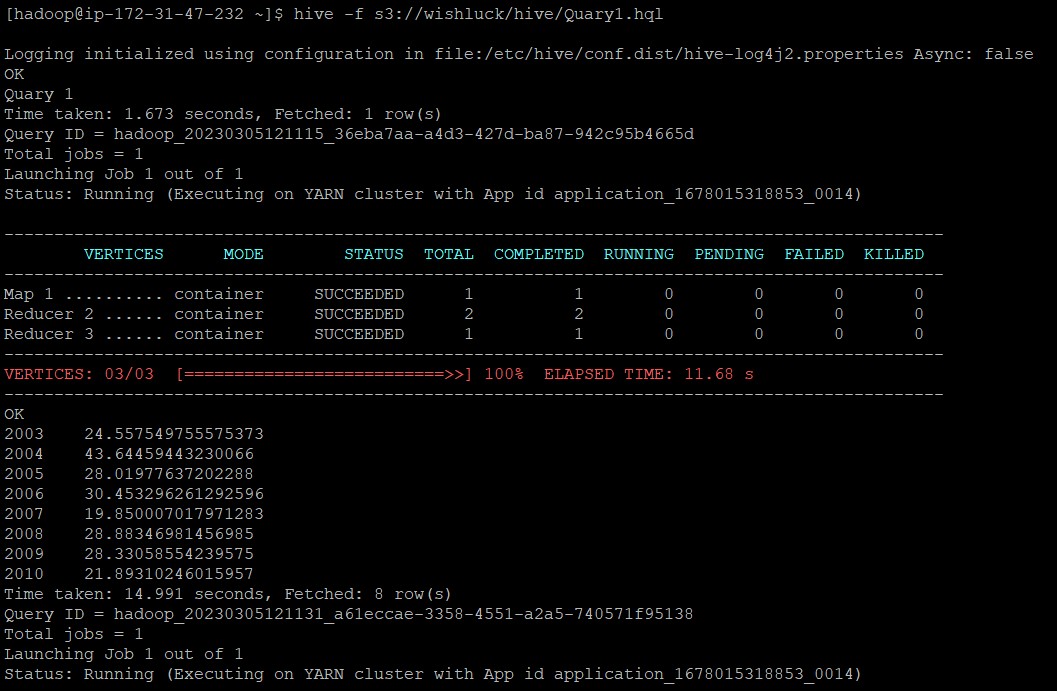 [hadoop@ip-172-31-47-232 ~]$ hive -f s3://wishluck/hive/Quary1.hql
Logging initialized using configuration in file:/etc/hive/conf.dist/hive-log4j2.properties Async: false
OK
Quary 1
Time taken: 1.673 seconds, Fetched: 1 row(s)
Query ID = hadoop_20230305121115_36eba7aa-a4d3-427d-ba87-942c95b4665d
Total jobs = 1
Launching Job 1 out of 1
Status: Running (Executing on YARN cluster with App id application_1678015318853_0014)
----------------------------------------------------------------------------------------------
VERTICES MODE STATUS TOTAL COMPLETED RUNNING PENDING FAILED KILLED
----------------------------------------------------------------------------------------------
Map 1 .......... container SUCCEEDED 1 1 0 0 0 0
Reducer 2 ...... container SUCCEEDED 2 2 0 0 0 0
Reducer 3 ...... container SUCCEEDED 1 1 0 0 0 0
----------------------------------------------------------------------------------------------
VERTICES: 03/03 [==========================>>] 100% ELAPSED TIME: 11.68 s
----------------------------------------------------------------------------------------------
OK
2003 24.557549755575373
2004 43.64459443230066
2005 28.01977637202288
2006 30.453296261292596
2007 19.850007017971283
2008 28.88346981456985
2009 28.33058554239575
2010 21.89310246015957
Time taken: 14.991 seconds, Fetched: 8 row(s)
Query ID = hadoop_20230305121131_a61eccae-3358-4551-a2a5-740571f95138
Total jobs = 1
Launching Job 1 out of 1
Status: Running (Executing on YARN cluster with App id application_1678015318853_0014)